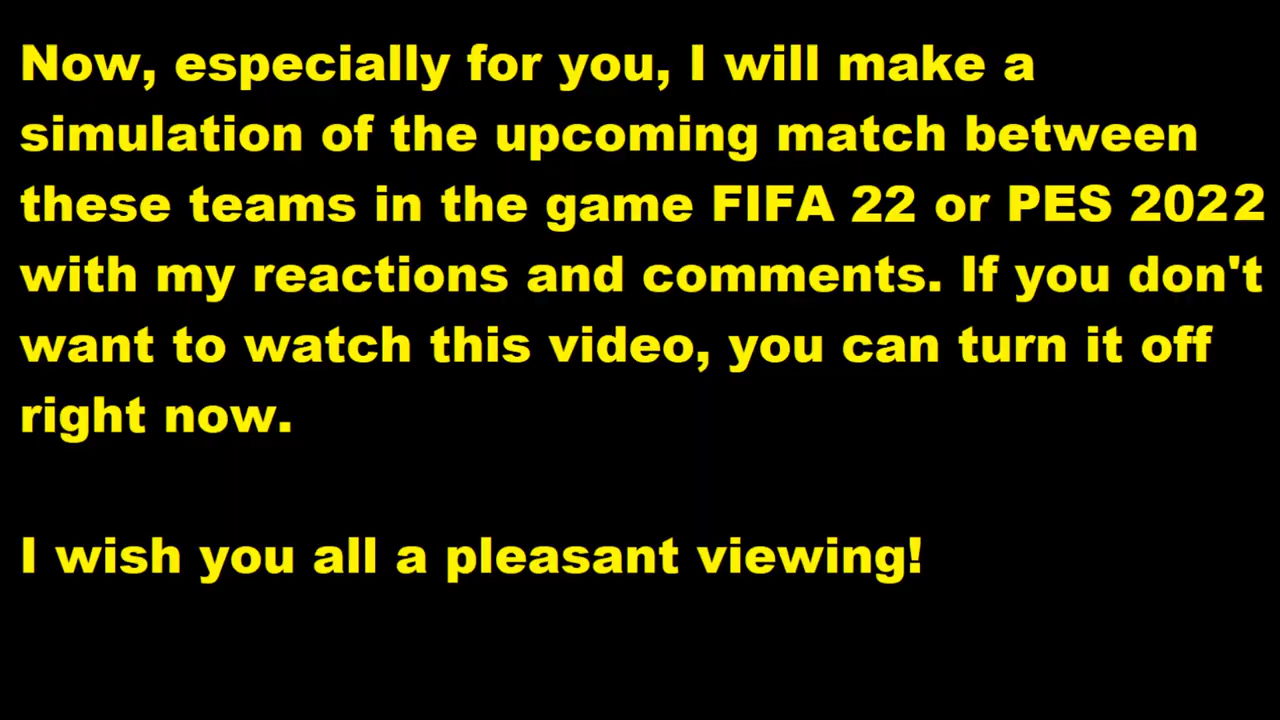 Now, especially for you, I will make a
simulation of the upcoming match between
these teams in the game FIFA 22 or PES 2022
with my reactions and comments. If you don't
want to watch this video, you can turn it off
right now.
I wish you all a pleasant viewing!